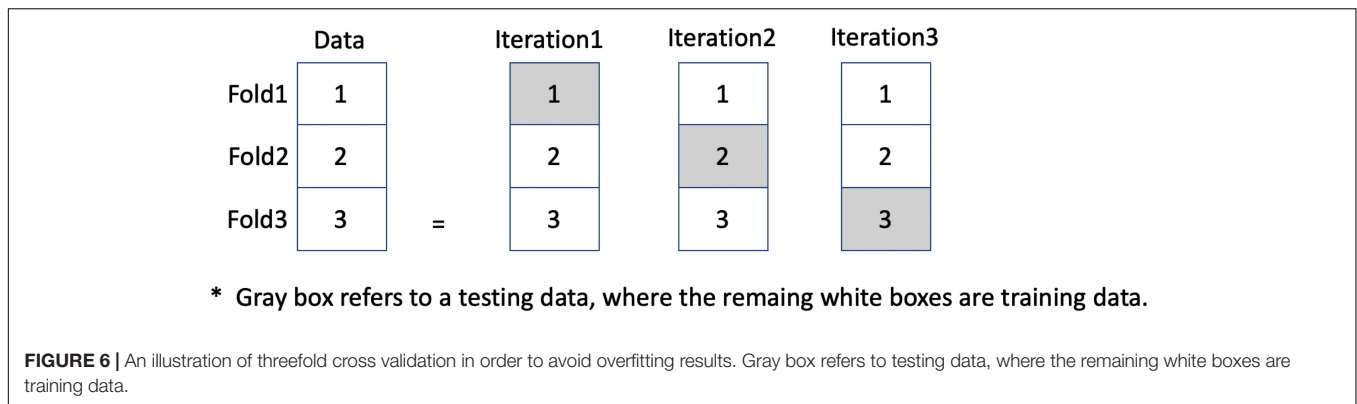 Data Iteration1 Iteration2 Iteration3
Fold1 1 1 1 1
Fold2 2 2 2 2
Fold3 3 = 3 3 3
* Gray box refers to a testing data, where the remaing white boxes are training data.
FIGURE 6 | An illustration of threefold cross validation in order to avoid overfitting results. Gray box refers to testing data, where the remaining white boxes are
training data.